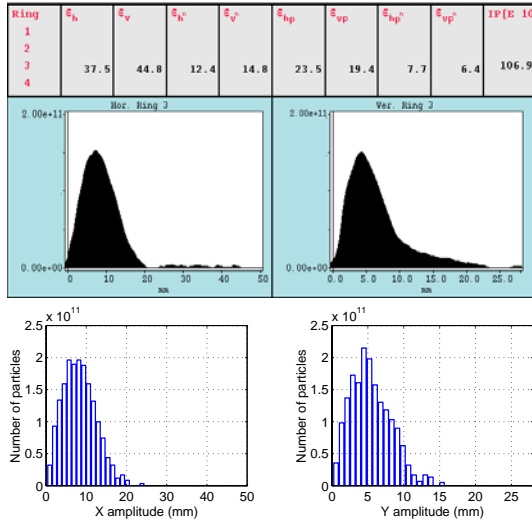 Ring ε_h ε_v ε_h^n ε_v^n ε_hp ε_vp ε_hp^n ε_vp^n IP[E 10
1
2
3 37.5 44.8 12.4 14.8 23.5 19.4 7.7 6.4 106.9
4
Hor. Ring 3
2.00e+11
0.00e+00
0 10 20 30 40 50
mm
Ver. Ring 3
2.00e+11
0.00e+00
0.0 5.0 10.0 15.0 20.0 25.0
mm
x 10^11
2.5
2
1.5
1
0.5
0
Number of particles
0 10 20 30 40 50
X amplitude (mm)
x 10^11
2.5
2
1.5
1
0.5
0
Number of particles
0 5 10 15 20 25
Y amplitude (mm)